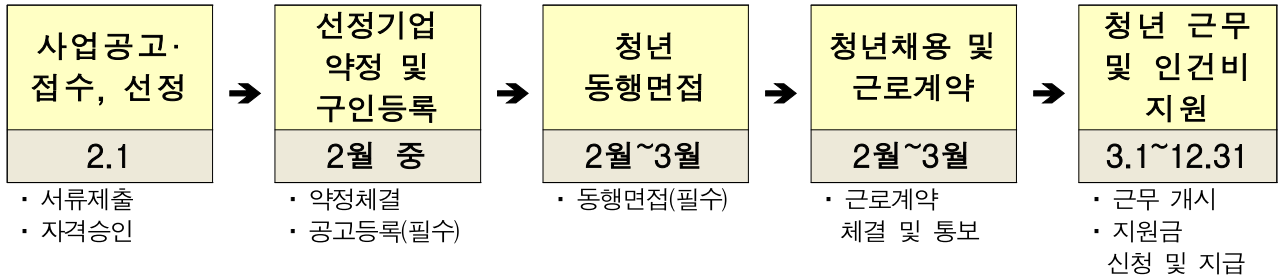 사업공고·
접수, 선정
2.1
· 서류제출
· 자격승인
선정기업
약정 및
구인등록
2월 중
· 약정체결
· 공고등록(필수)
청년
동행면접
2월~3월
· 동행면접(필수)
청년채용 및
근로계약
2월~3월
· 근로계약
체결 및 통보
청년 근무
및 인건비
지원
3.1~12.31
· 근무 개시
· 지원금
신청 및 지급